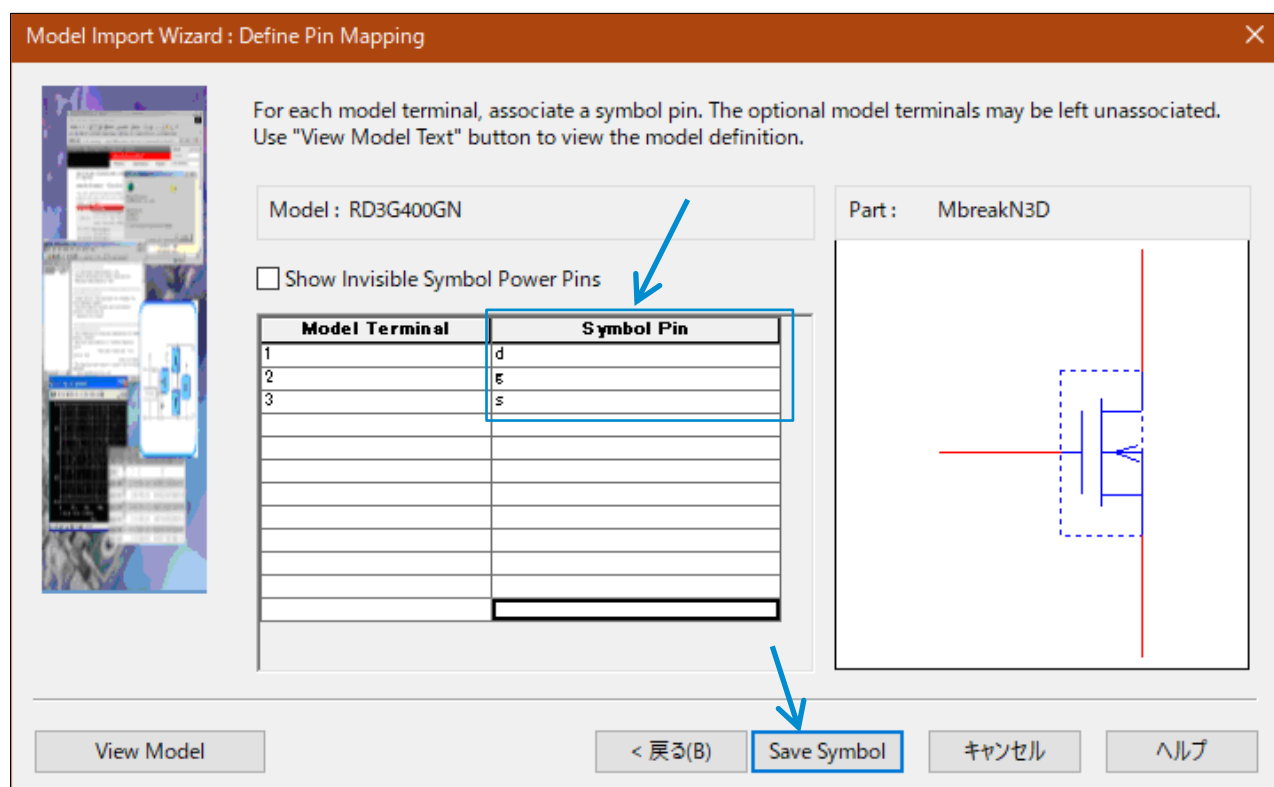 Model Import Wizard : Define Pin Mapping
For each model terminal, associate a symbol pin. The optional model terminals may be left unassociated.
Use "View Model Text" button to view the model definition.
Model : RD3G400GN
Part : MbreakN3D
Show Invisible Symbol Power Pins
Model Terminal Symbol Pin
1 d
2 g
3 s
View Model
< 戻る(B)
Save Symbol
キャンセル
ヘルプ